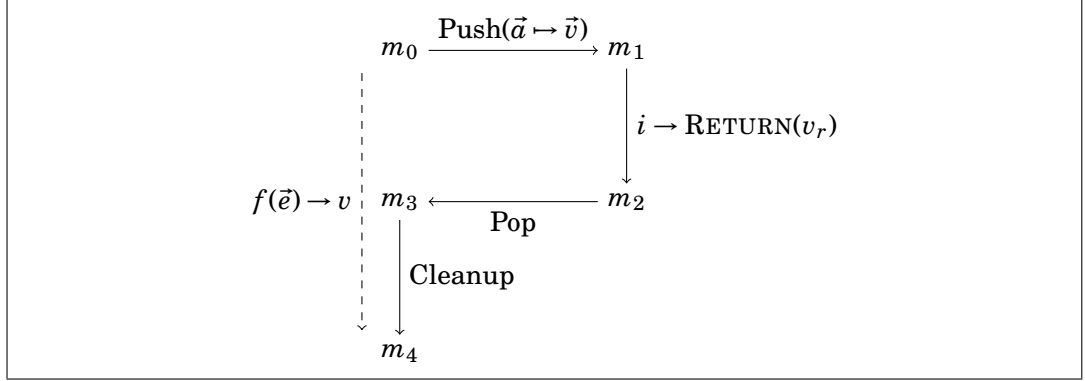 Push(a⃗ ↦ v⃗)
m₀ m₁
i → RETURN(vᵣ)
f(e⃗) → v m₃ m₂
Pop
Cleanup
m₄